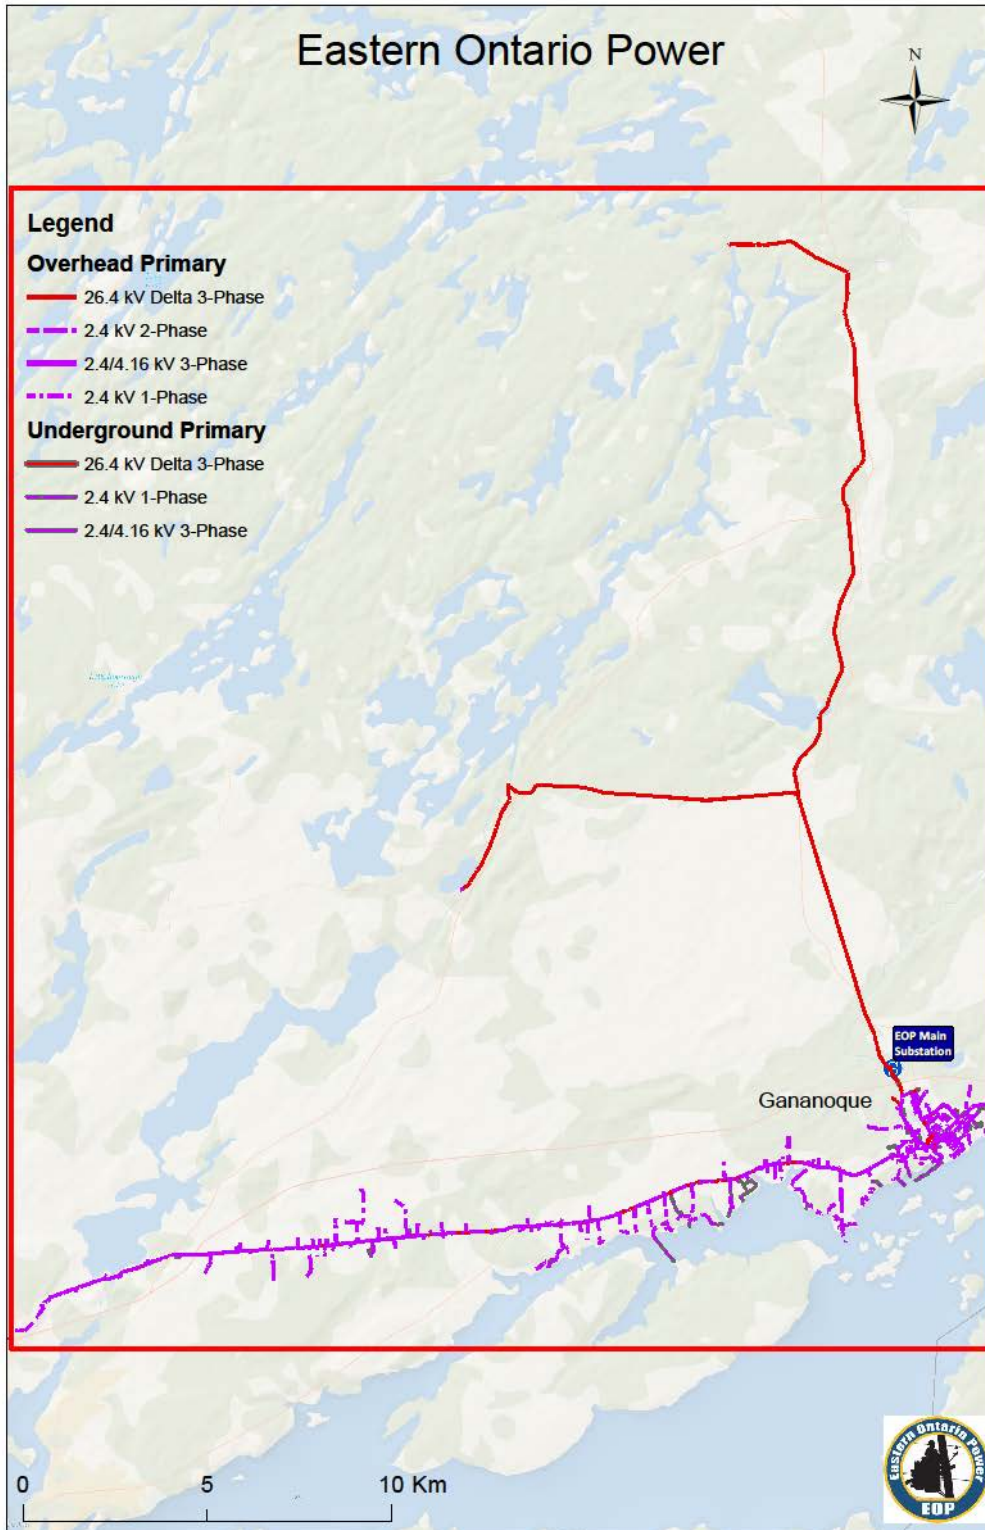 Eastern Ontario Power
N
Legend
Overhead Primary
26.4 kV Delta 3-Phase
2.4 kV 2-Phase
2.4/4.16 kV 3-Phase
2.4 kV 1-Phase
Underground Primary
26.4 kV Delta 3-Phase
2.4 kV 1-Phase
2.4/4.16 kV 3-Phase
EOP Main
Substation
Gananoque
0 5 10 Km
Eastern Ontario Power
EOP